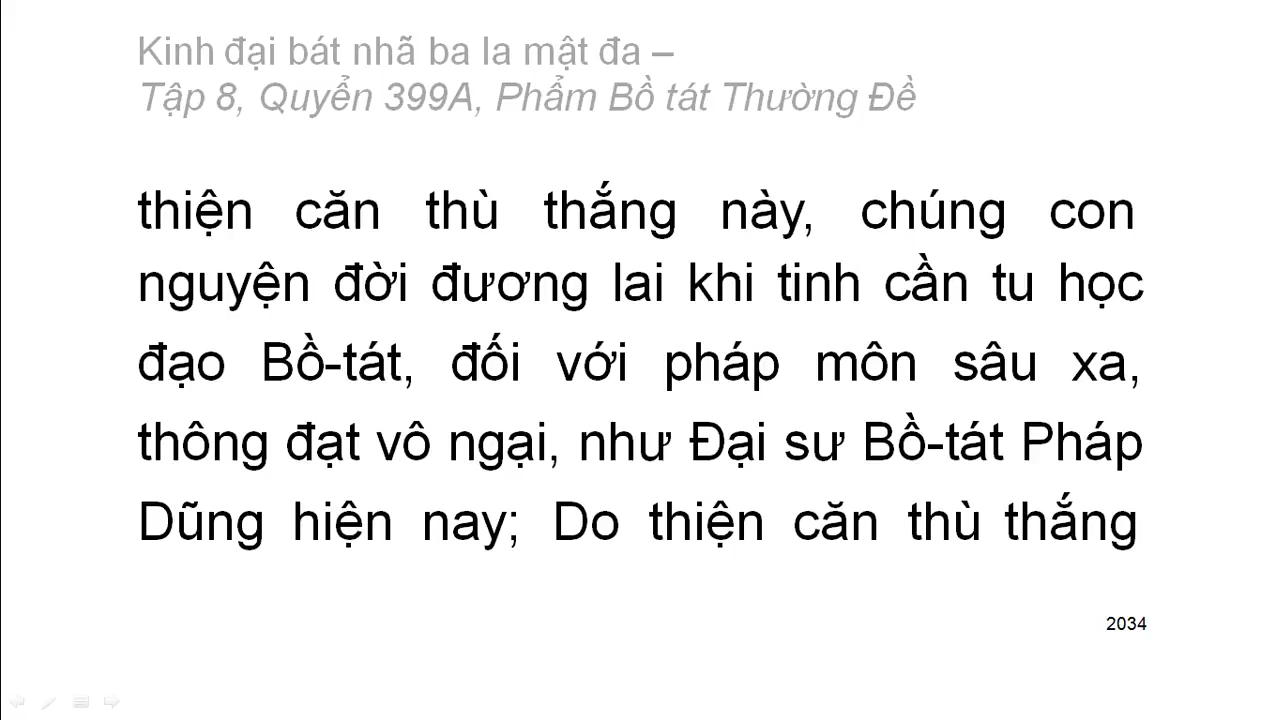 Kinh đại bát nhã ba la mật đa –
Tập 8, Quyển 399A, Phẩm Bồ tát Thường Đề
thiện căn thù thắng này, chúng con
nguyện đời đương lai khi tinh cần tu học
đạo Bồ-tát, đối với pháp môn sâu xa,
thông đạt vô ngại, như Đại sư Bồ-tát Pháp
Dũng hiện nay; Do thiện căn thù thắng
2034